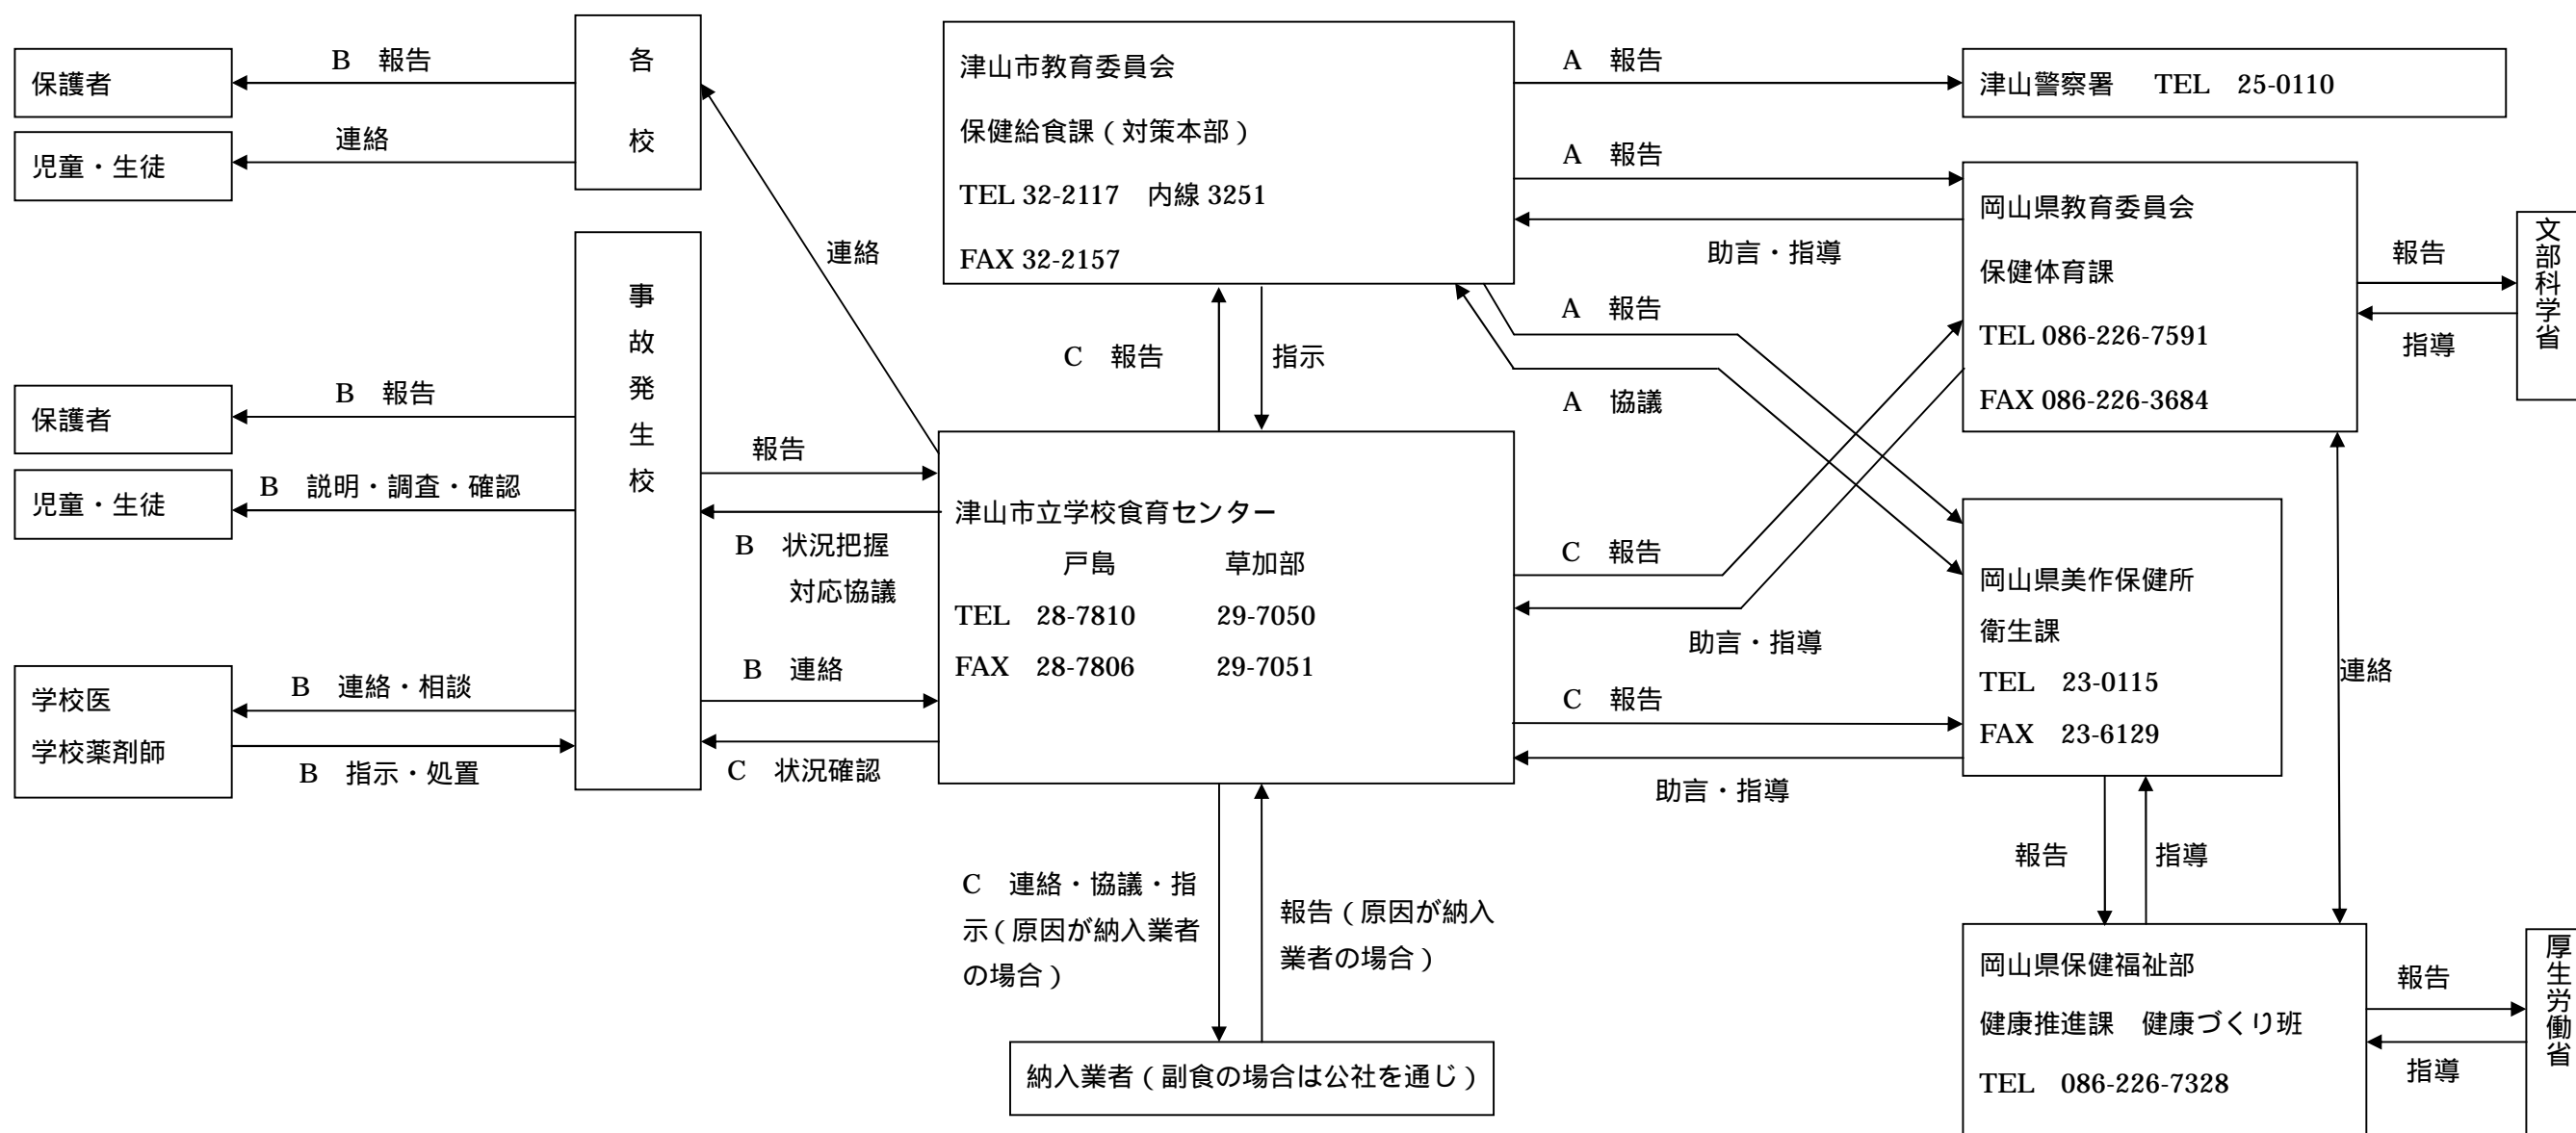 保護者
B　報告
児童・生徒
連絡
各校
津山市教育委員会
保健給食課（対策本部）
TEL 32-2117　内線 3251
FAX 32-2157
A　報告
津山警察署　TEL　25-0110
A　報告
助言・指導
岡山県教育委員会
保健体育課
TEL 086-226-7591
FAX 086-226-3684
報告
指導
文部科学省
連絡
C　報告
指示
A　報告
A　協議
事故発生校
保護者
B　報告
児童・生徒
B　説明・調査・確認
学校医
学校薬剤師
B　連絡・相談
B　指示・処置
報告
B　状況把握
対応協議
B　連絡
C　状況確認
津山市立学校食育センター
戸島　草加部
TEL　28-7810　29-7050
FAX　28-7806　29-7051
C　報告
助言・指導
C　報告
助言・指導
岡山県美作保健所
衛生課
TEL　23-0115
FAX　23-6129
連絡
報告
指導
C　連絡・協議・指
示（原因が納入業者
の場合）
報告（原因が納入
業者の場合）
納入業者（副食の場合は公社を通じ）
岡山県保健福祉部
健康推進課　健康づくり班
TEL　086-226-7328
報告
指導
厚生労働省